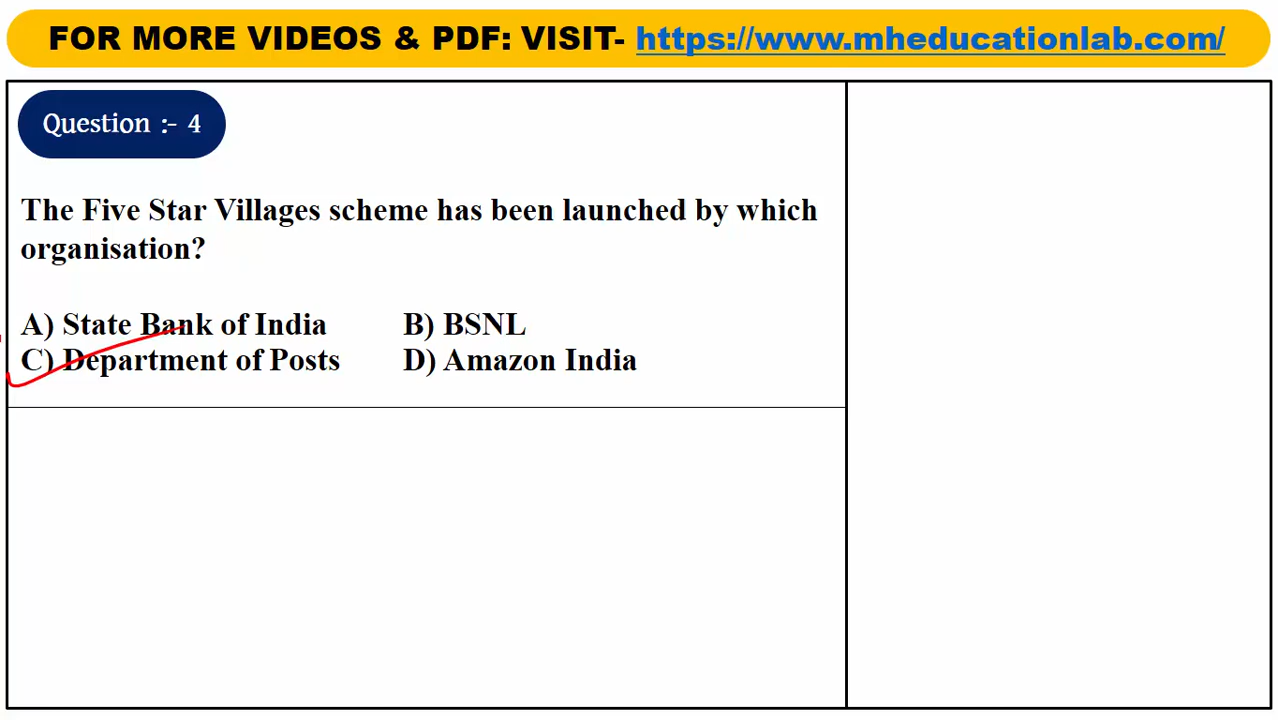 FOR MORE VIDEOS & PDF: VISIT- https://www.mheducationlab.com/
Question :- 4
The Five Star Villages scheme has been launched by which
organisation?
A) State Bank of India B) BSNL
C) Department of Posts D) Amazon India